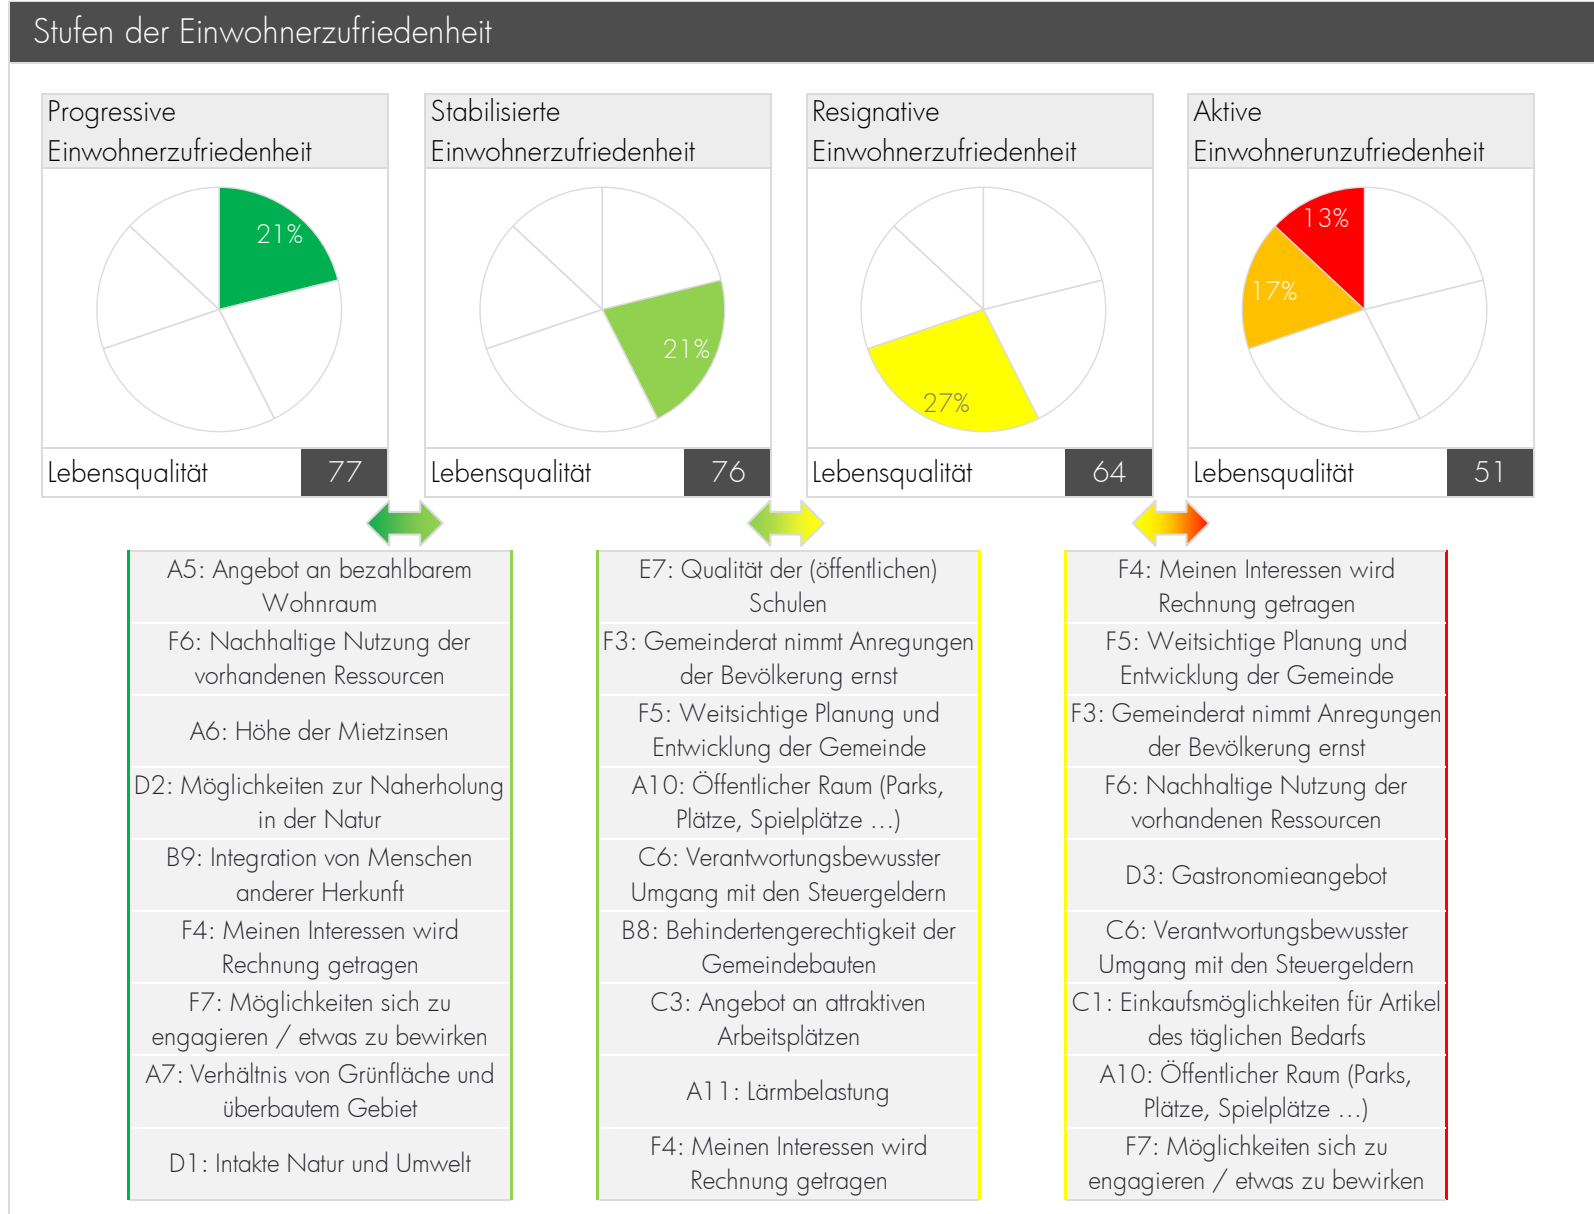 Stufen der Einwohnerzufriedenheit
Progressive
Einwohnerzufriedenheit
21%
Lebensqualität 77
Stabilisierte
Einwohnerzufriedenheit
21%
Lebensqualität 76
Resignative
Einwohnerzufriedenheit
27%
Lebensqualität 64
Aktive
Einwohnerunzufriedenheit
13%
17%
Lebensqualität 51
A5: Angebot an bezahlbarem
Wohnraum
F6: Nachhaltige Nutzung der
vorhandenen Ressourcen
A6: Höhe der Mietzinsen
D2: Möglichkeiten zur Naherholung
in der Natur
B9: Integration von Menschen
anderer Herkunft
F4: Meinen Interessen wird
Rechnung getragen
F7: Möglichkeiten sich zu
engagieren / etwas zu bewirken
A7: Verhältnis von Grünfläche und
überbautem Gebiet
D1: Intakte Natur und Umwelt
E7: Qualität der (öffentlichen)
Schulen
F3: Gemeinderat nimmt Anregungen
der Bevölkerung ernst
F5: Weitsichtige Planung und
Entwicklung der Gemeinde
A10: Öffentlicher Raum (Parks,
Plätze, Spielplätze ...)
C6: Verantwortungsbewusster
Umgang mit den Steuergeldern
B8: Behindertengerechtigkeit der
Gemeindebauten
C3: Angebot an attraktiven
Arbeitsplätzen
A11: Lärmbelastung
F4: Meinen Interessen wird
Rechnung getragen
F4: Meinen Interessen wird
Rechnung getragen
F5: Weitsichtige Planung und
Entwicklung der Gemeinde
F3: Gemeinderat nimmt Anregungen
der Bevölkerung ernst
F6: Nachhaltige Nutzung der
vorhandenen Ressourcen
D3: Gastronomieangebot
C6: Verantwortungsbewusster
Umgang mit den Steuergeldern
C1: Einkaufsmöglichkeiten für Artikel
des täglichen Bedarfs
A10: Öffentlicher Raum (Parks,
Plätze, Spielplätze ...)
F7: Möglichkeiten sich zu
engagieren / etwas zu bewirken